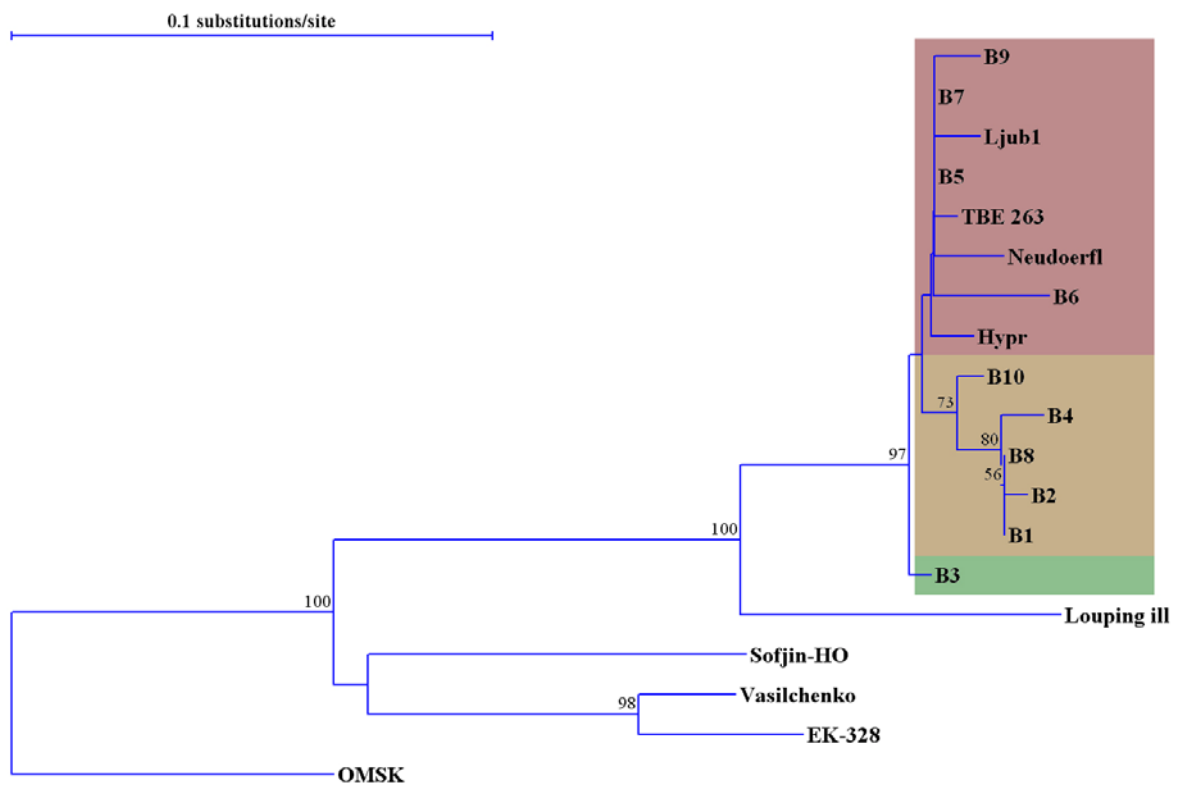 0.1 substitutions/site
B9
B7
Ljub1
B5
TBE 263
Neudoerfl
B6
Hypr
B10
73
B4
80
B8
97
56
B2
100
B1
B3
100
Louping ill
Sofjin-HO
Vasilchenko
98
EK-328
OMSK